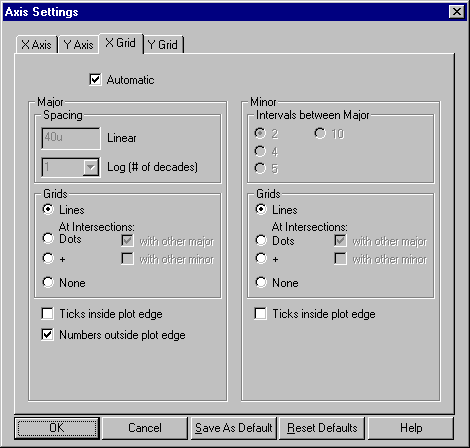 Axis Settings
X Axis Y Axis X Grid Y Grid
Automatic
Major
Spacing
40u Linear
1 Log (# of decades)
Grids
Lines
At Intersections:
Dots with other major
+ with other minor
None
Ticks inside plot edge
Numbers outside plot edge
Minor
Intervals between Major
2 10
4
5
Grids
Lines
At Intersections:
Dots with other major
+ with other minor
None
Ticks inside plot edge
OK Cancel Save As Default Reset Defaults Help